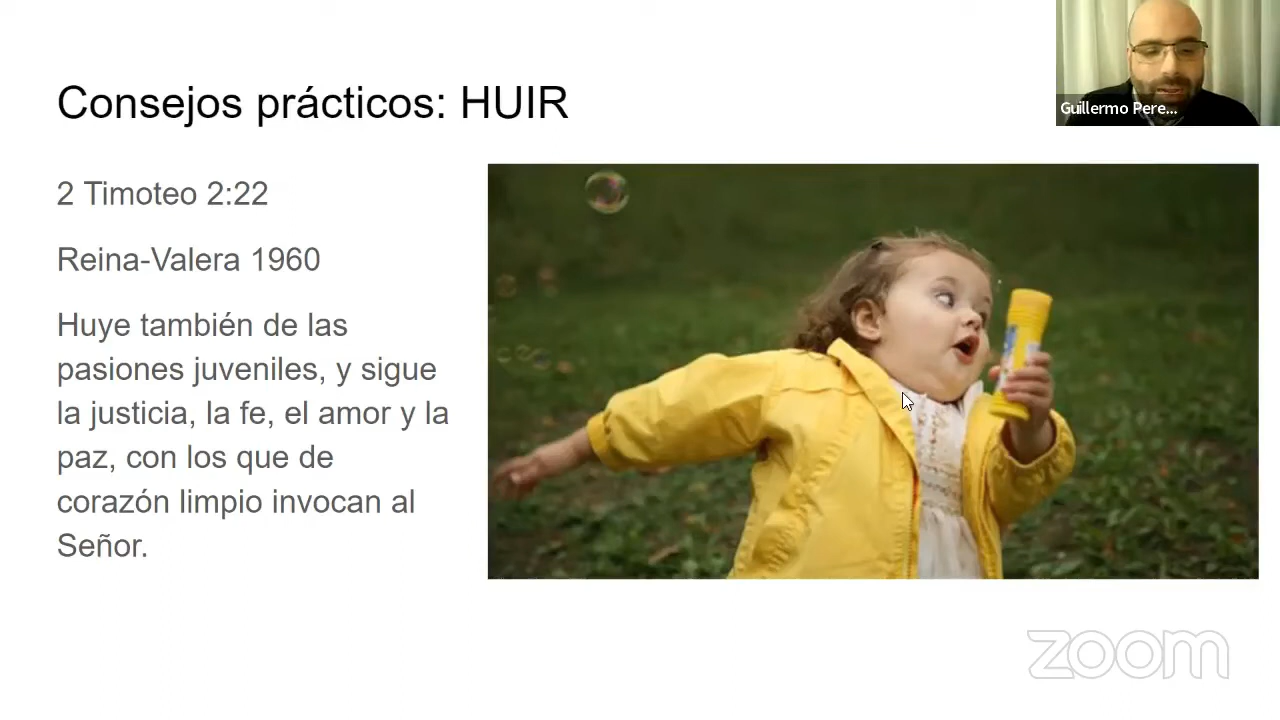 Consejos prácticos: HUIR
Guillermo Pere...
2 Timoteo 2:22
Reina-Valera 1960
Huye también de las
pasiones juveniles, y sigue
la justicia, la fe, el amor y la
paz, con los que de
corazón limpio invocan al
Señor.
zoom